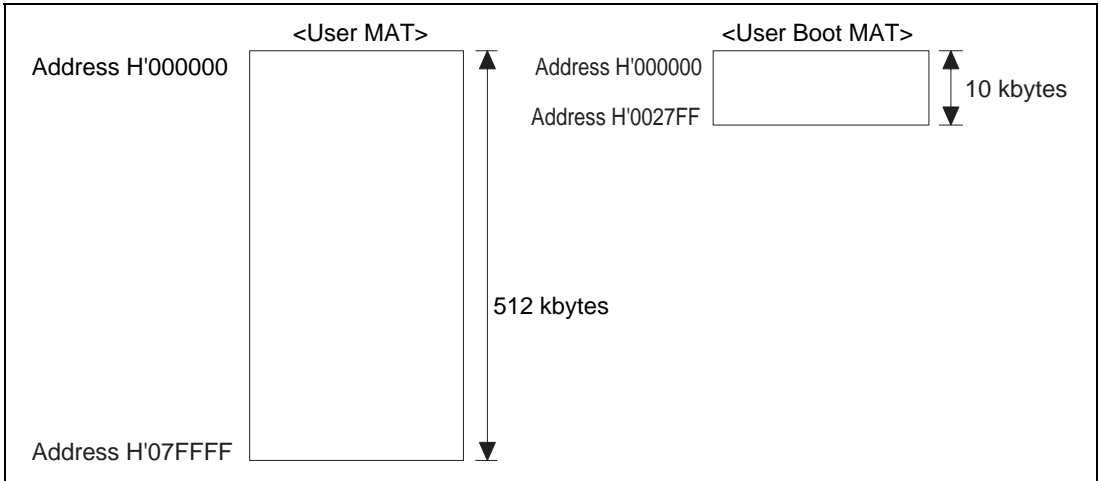 <User MAT>
Address H'000000
512 kbytes
Address H'07FFFF
<User Boot MAT>
Address H'000000
10 kbytes
Address H'0027FF